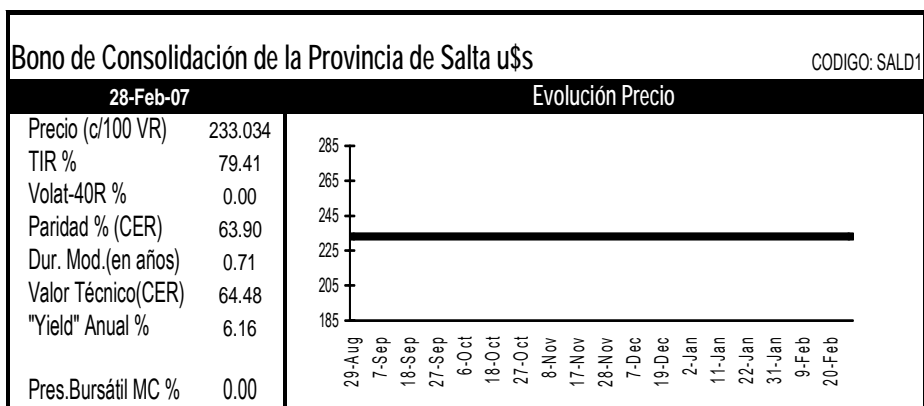 Bono de Consolidación de la Provincia de Salta u$s CODIGO: SALD1
28-Feb-07 Evolución Precio
Precio (c/100 VR) 233.034
TIR % 79.41
Volat-40R % 0.00
Paridad % (CER) 63.90
Dur. Mod.(en años) 0.71
Valor Técnico(CER) 64.48
"Yield" Anual % 6.16
Pres.Bursátil MC % 0.00
285
265
245
225
205
185
29-Aug 7-Sep 18-Sep 27-Sep 6-Oct 18-Oct 27-Oct 8-Nov 17-Nov 28-Nov 7-Dec 19-Dec 2-Jan 11-Jan 22-Jan 31-Jan 9-Feb 20-Feb